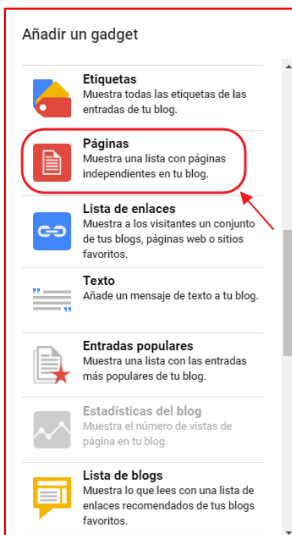 Añadir un gadget
Etiquetas
Muestra todas las etiquetas de las
entradas de tu blog.
Páginas
Muestra una lista con páginas
independientes en tu blog.
Lista de enlaces
Muestra a los visitantes un conjunto
de tus blogs, páginas web o sitios
favoritos.
Texto
Añade un mensaje de texto a tu blog.
Entradas populares
Muestra una lista con las entradas
más populares de tu blog.
Estadísticas del blog
Muestra el número de vistas de
página en tu blog.
Lista de blogs
Muestra lo que lees con una lista de
enlaces recomendados de tus blogs
favoritos.